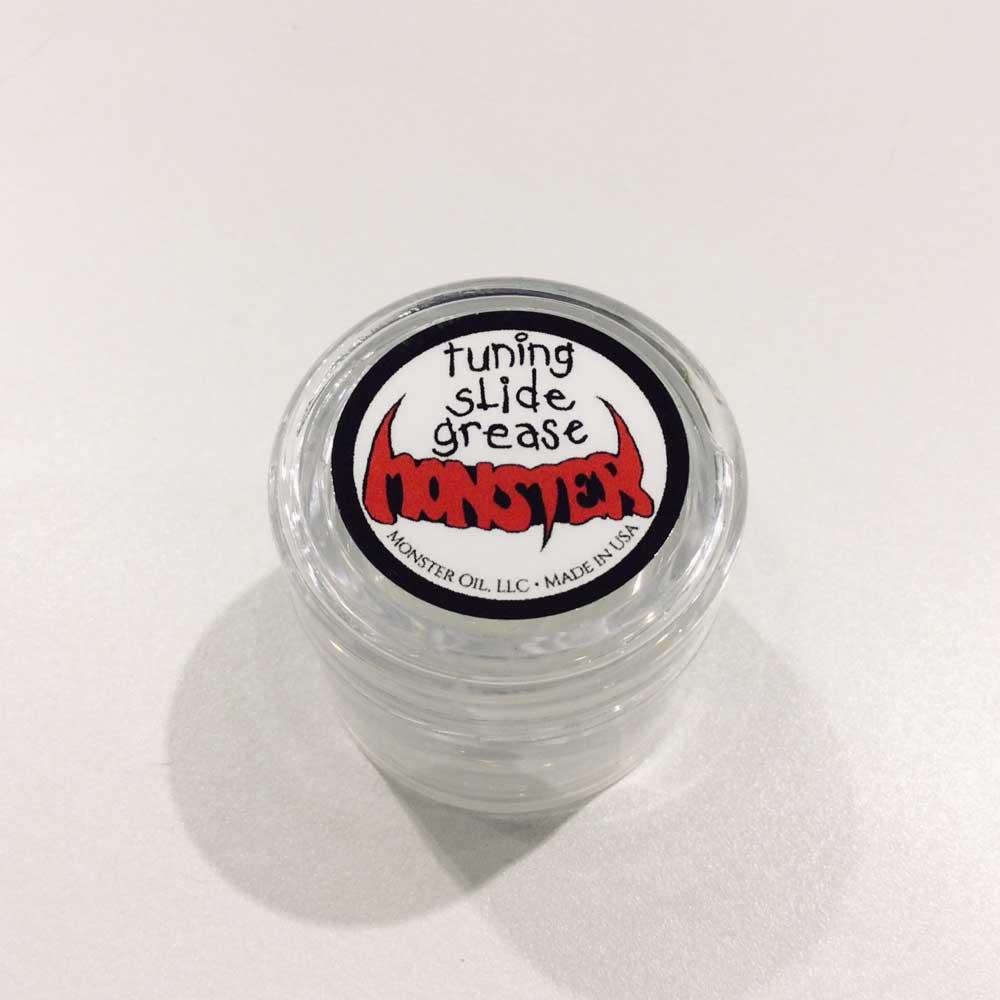 tuning
slide
grease
MONSTER
MONSTER OIL, LLC • MADE IN USA